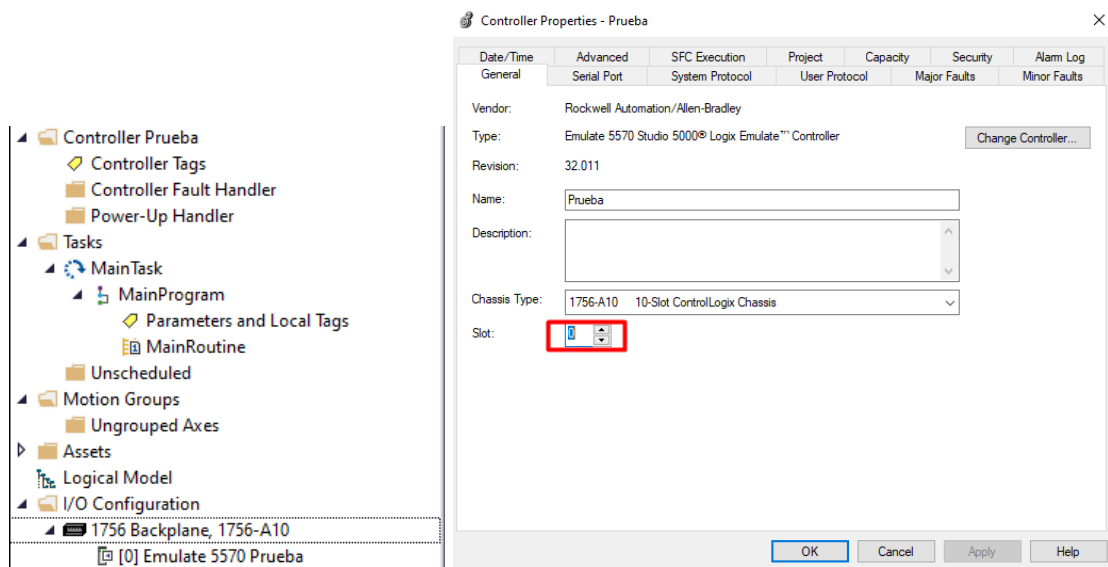 Controller Prueba
Controller Tags
Controller Fault Handler
Power-Up Handler
Tasks
MainTask
MainProgram
Parameters and Local Tags
MainRoutine
Unscheduled
Motion Groups
Ungrouped Axes
Assets
Logical Model
I/O Configuration
1756 Backplane, 1756-A10
[0] Emulate 5570 Prueba
Controller Properties - Prueba
Date/Time Advanced SFC Execution Project Capacity Security Alarm Log
General Serial Port System Protocol User Protocol Major Faults Minor Faults
Vendor: Rockwell Automation/Allen-Bradley
Type: Emulate 5570 Studio 5000® Logix Emulate™ Controller Change Controller...
Revision: 32.011
Name: Prueba
Description:
Chassis Type: 1756-A10 10-Slot ControlLogix Chassis
Slot: 0
OK Cancel Apply Help